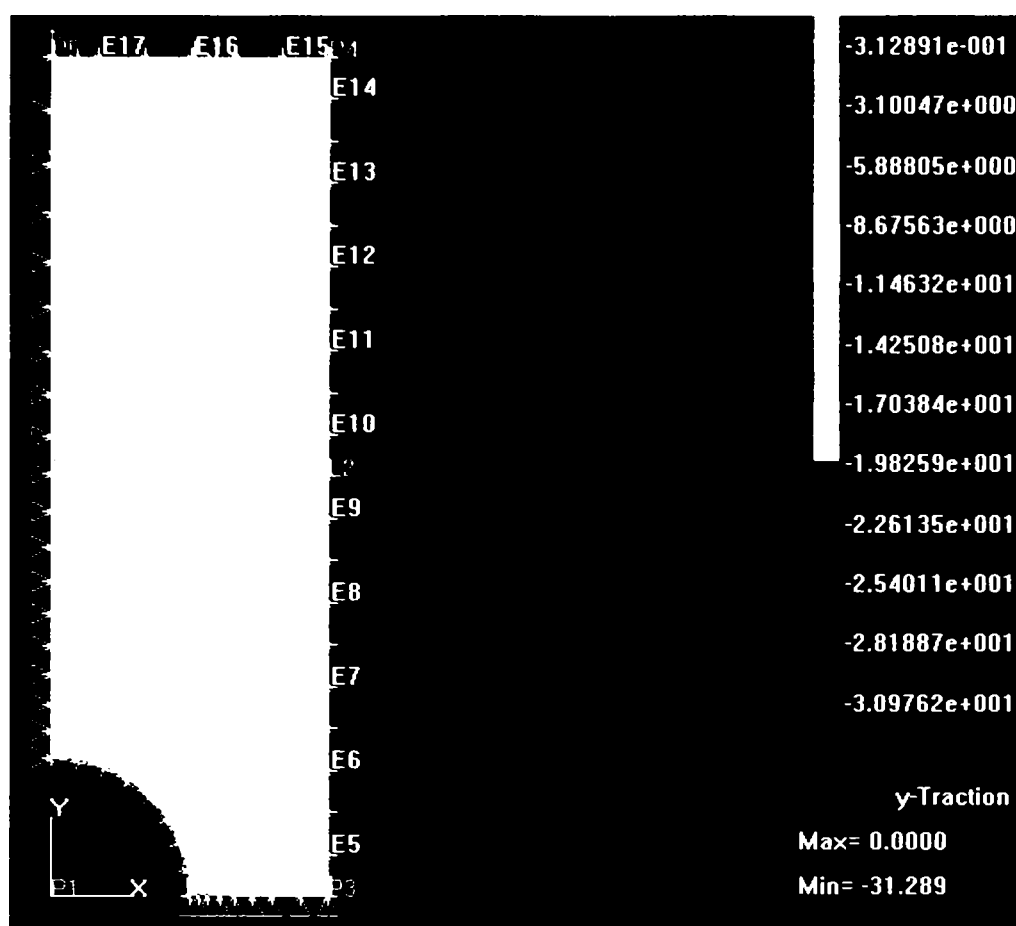 E17 E16 E15
-3.12891e-001
E14
-3.10047e+000
E13
-5.88805e+000
-8.67563e+000
E12
-1.14632e+001
E11
-1.42508e+001
E10
-1.70384e+001
L2
-1.98259e+001
E9
-2.26135e+001
E8
-2.54011e+001
E7
-2.81887e+001
-3.09762e+001
E6
Y
y-Traction
E5
Max= 0.0000
P1 X P3
Min= -31.289